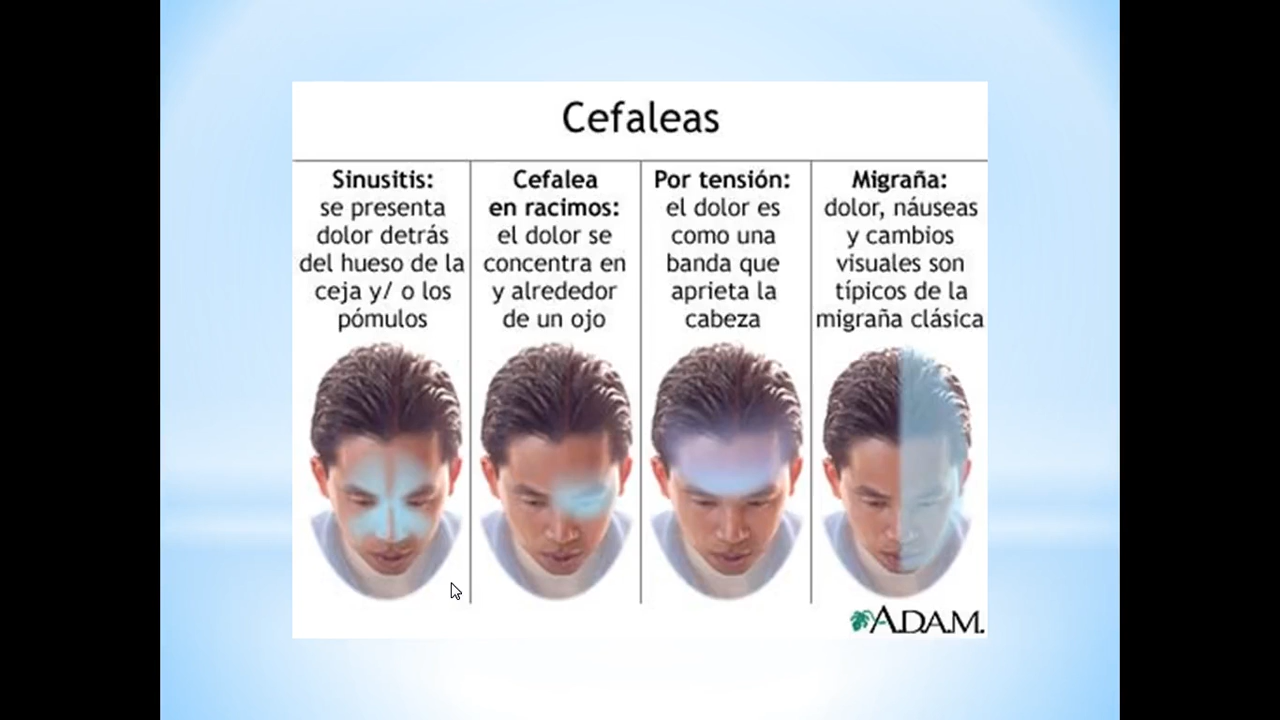 Cefaleas
Sinusitis:
se presenta
dolor detrás
del hueso de la
ceja y/ o los
pómulos
Cefalea
en racimos:
el dolor se
concentra en
y alrededor
de un ojo
Por tensión:
el dolor es
como una
banda que
aprieta la
cabeza
Migraña:
dolor, náuseas
y cambios
visuales son
típicos de la
migraña clásica
A.D.A.M.